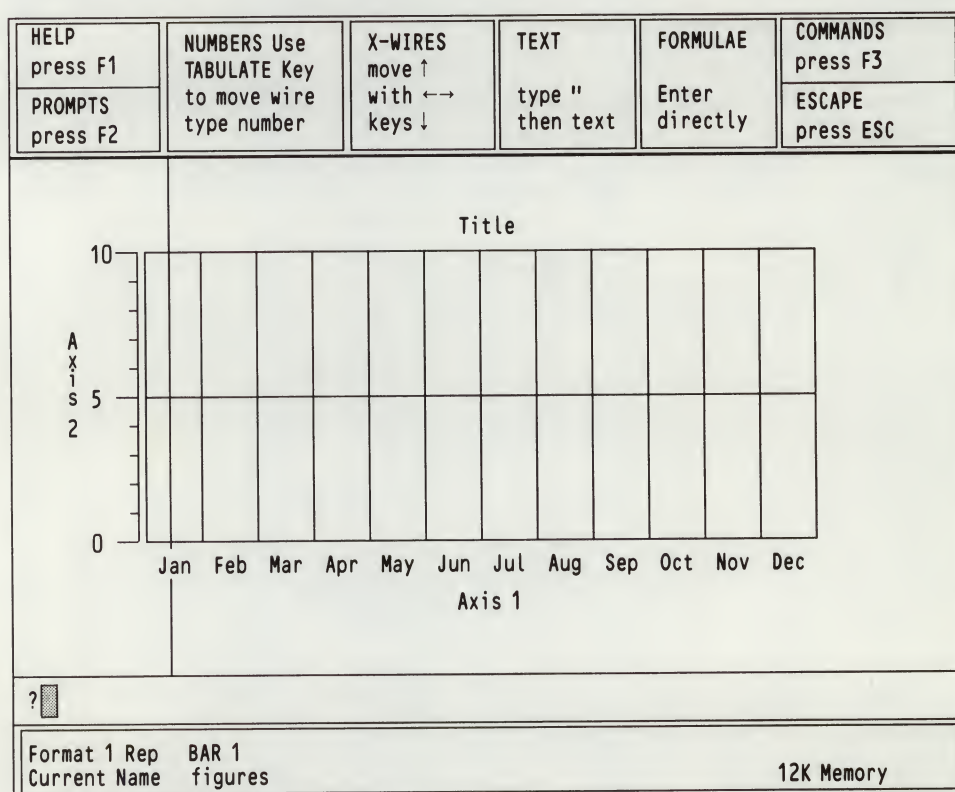 HELP
press F1
PROMPTS
press F2
NUMBERS Use
TABULATE Key
to move wire
type number
X-WIRES
move ↑
with ←→
keys ↓
TEXT
type "
then text
FORMULAE
Enter
directly
COMMANDS
press F3
ESCAPE
press ESC
Title
10
5
0
Axis 2
Jan Feb Mar Apr May Jun Jul Aug Sep Oct Nov Dec
Axis 1
?
Format 1 Rep BAR 1
Current Name figures
12K Memory